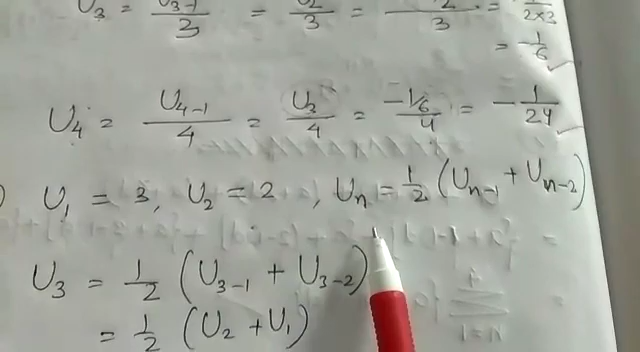 U₃ = U₃₋₁/3 = U₂/3 = /3 = 1/2×3
= -1/6
U₄ = U₄₋₁/4 = U₃/4 = (-1/6)/4 = -1/24
) U₁ = 3, U₂ = 2, Uₙ = 1/2 (Uₙ₋₁ + Uₙ₋₂)
U₃ = 1/2 (U₃₋₁ + U₃₋₂)
= 1/2 (U₂ + U₁)